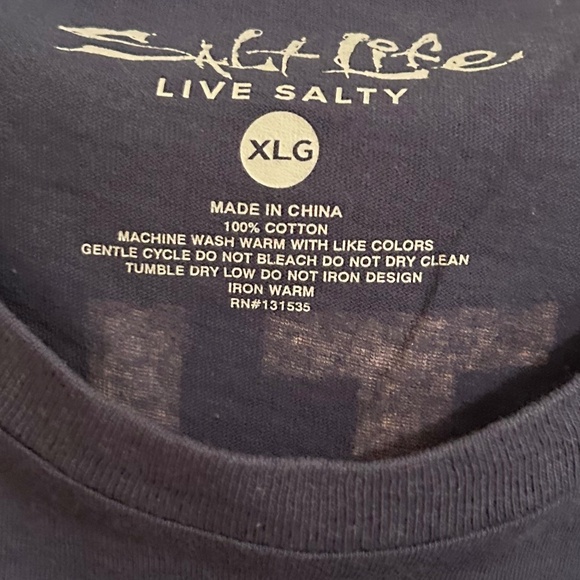 Salt Life
LIVE SALTY
XLG
MADE IN CHINA
100% COTTON
MACHINE WASH WARM WITH LIKE COLORS
GENTLE CYCLE DO NOT BLEACH DO NOT DRY CLEAN
TUMBLE DRY LOW DO NOT IRON DESIGN
IRON WARM
RN#131535